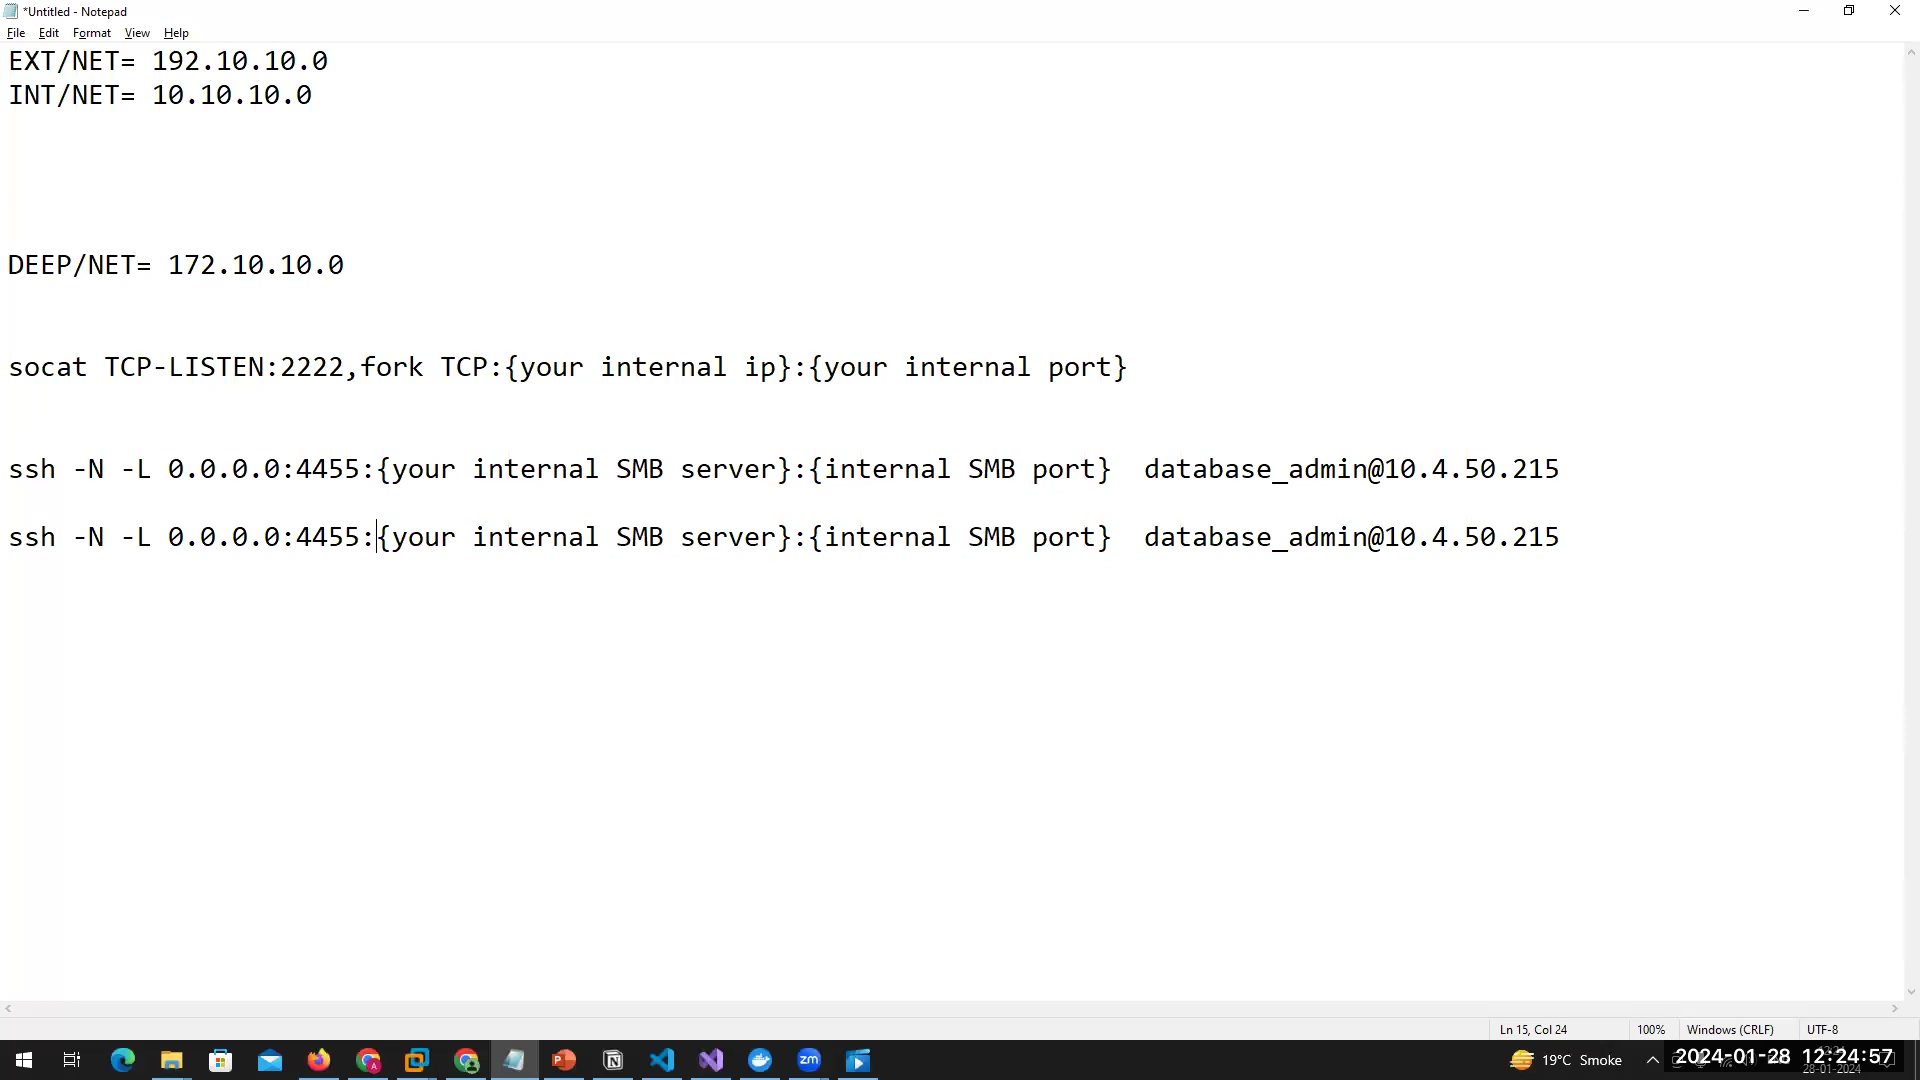 *Untitled - Notepad
File Edit Format View Help
EXT/NET= 192.10.10.0
INT/NET= 10.10.10.0
DEEP/NET= 172.10.10.0
socat TCP-LISTEN:2222,fork TCP:{your internal ip}:{your internal port}
ssh -N -L 0.0.0.0:4455:{your internal SMB server}:{internal SMB port}  database_admin@10.4.50.215
ssh -N -L 0.0.0.0:4455:{your internal SMB server}:{internal SMB port}  database_admin@10.4.50.215
Ln 15, Col 24 100% Windows (CRLF) UTF-8
zm 19°C Smoke 2024-01-28 12:24:57
28-01-2024